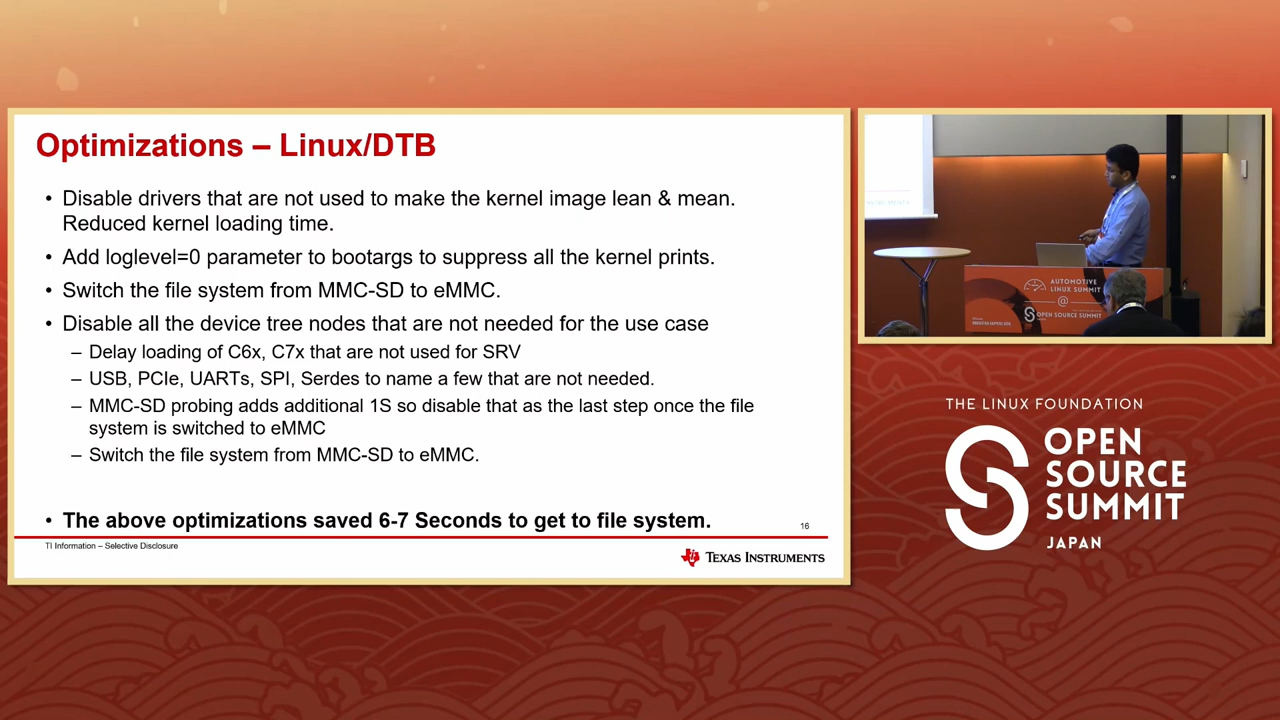 Optimizations – Linux/DTB
• Disable drivers that are not used to make the kernel image lean & mean.
Reduced kernel loading time.
• Add loglevel=0 parameter to bootargs to suppress all the kernel prints.
• Switch the file system from MMC-SD to eMMC.
• Disable all the device tree nodes that are not needed for the use case
– Delay loading of C6x, C7x that are not used for SRV
– USB, PCIe, UARTs, SPI, Serdes to name a few that are not needed.
– MMC-SD probing adds additional 1S so disable that as the last step once the file
system is switched to eMMC
– Switch the file system from MMC-SD to eMMC.
• The above optimizations saved 6-7 Seconds to get to file system.
16
TI Information – Selective Disclosure
TEXAS INSTRUMENTS
AUTOMOTIVE
LINUX SUMMIT
@
OPEN SOURCE SUMMIT
THE LINUX FOUNDATION
OPEN
SOURCE
SUMMIT
JAPAN